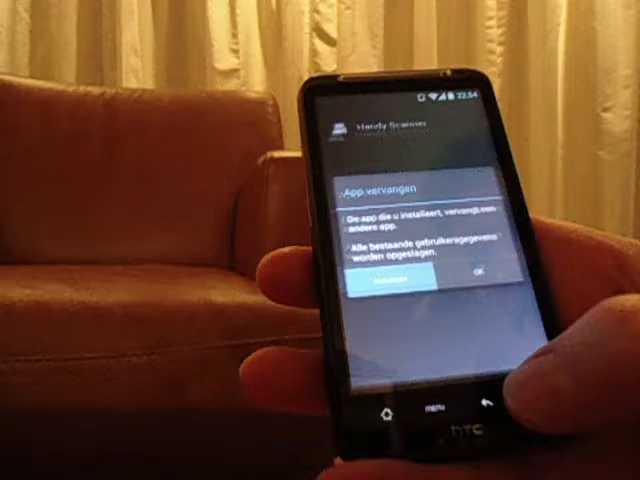 22:54
Handy Scanner
App vervangen
De app die u installeert, vervangt een
andere app.
Alle bestaande gebruikersgegevens
worden opgeslagen.
Annuleren OK
MENU
hTC